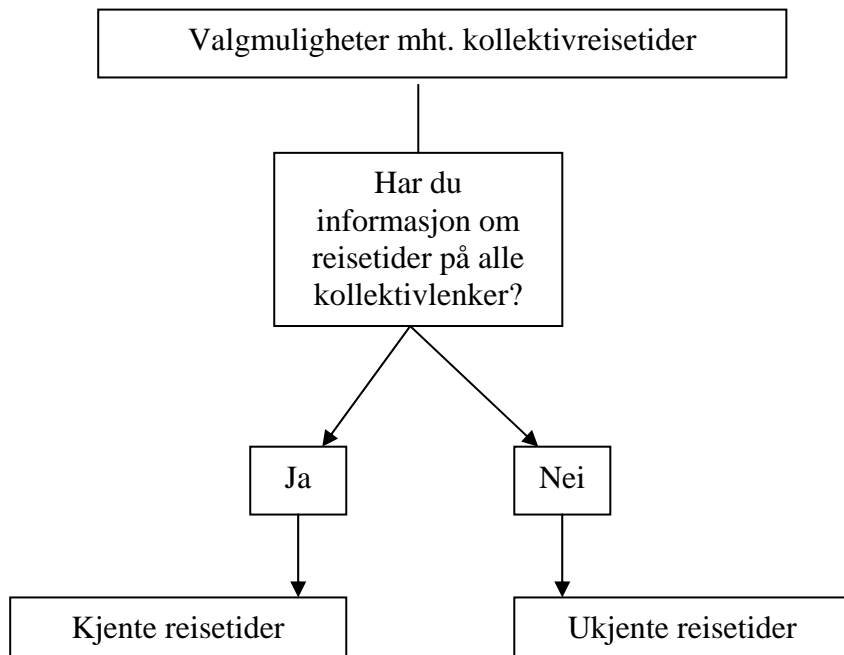 Valgmuligheter mht. kollektivreisetider
Har du
informasjon om
reisetider på alle
kollektivlenker?
Ja
Nei
Kjente reisetider
Ukjente reisetider